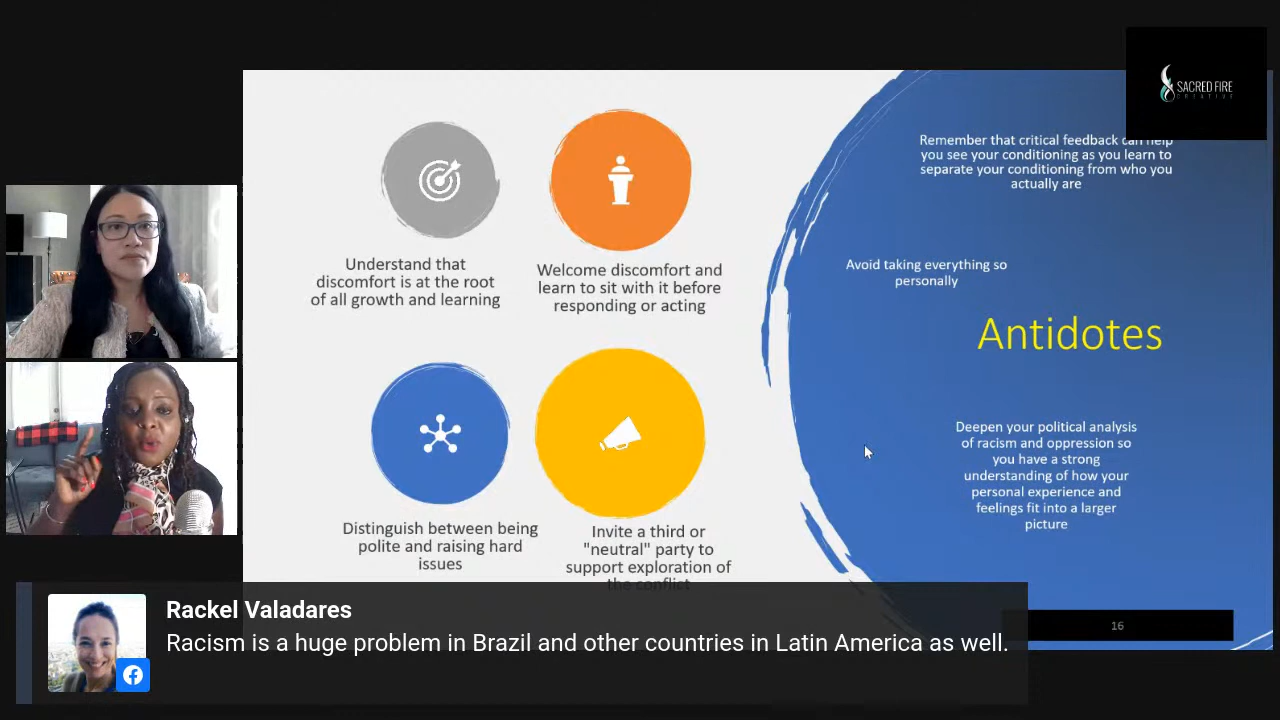 SACRED FIRE
CREATIVE
Remember that critical feedback can help
you see your conditioning as you learn to
separate your conditioning from who you
actually are
Understand that
discomfort is at the root
of all growth and learning
Welcome discomfort and
learn to sit with it before
responding or acting
Avoid taking everything so
personally
Antidotes
Distinguish between being
polite and raising hard
issues
Invite a third or
"neutral" party to
support exploration of
the conflict
Deepen your political analysis
of racism and oppression so
you have a strong
understanding of how your
personal experience and
feelings fit into a larger
picture
16
Rackel Valadares
Racism is a huge problem in Brazil and other countries in Latin America as well.